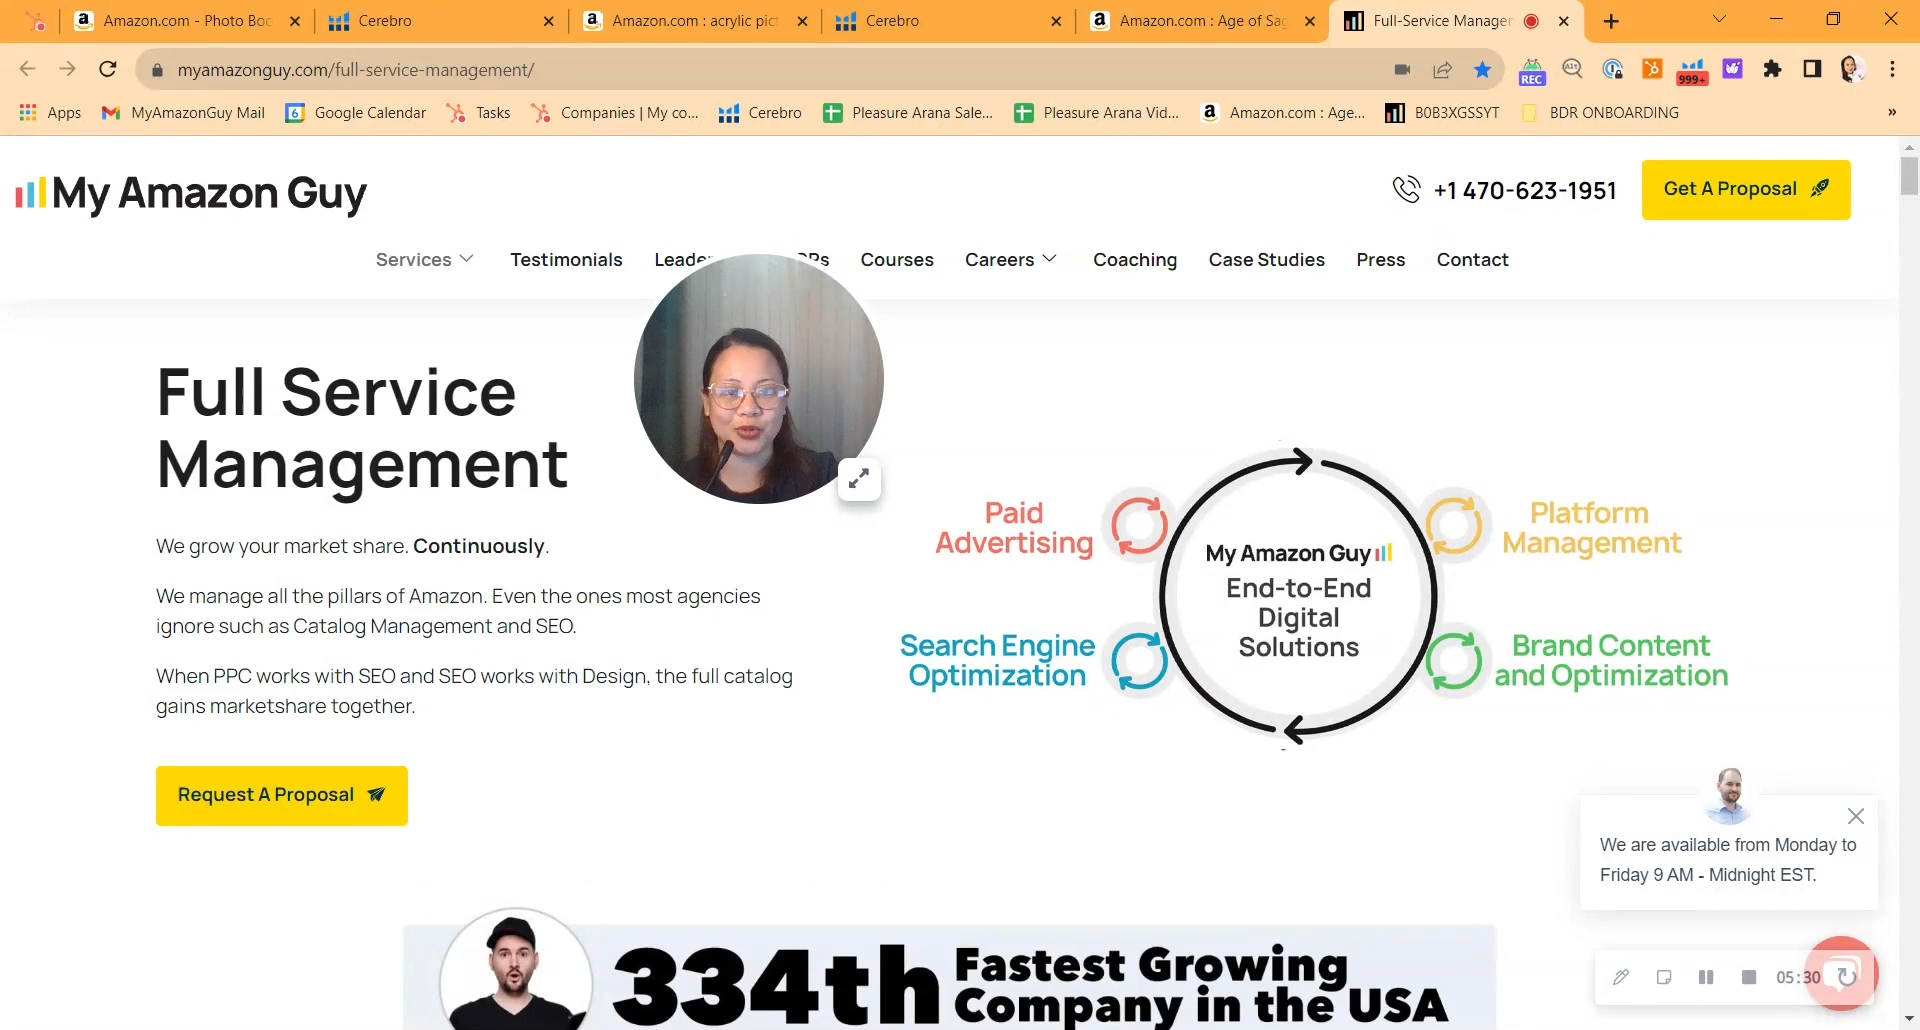 Amazon.com - Photo Boo
Cerebro
Amazon.com : acrylic pict
Cerebro
Amazon.com : Age of Sag
Full-Service Managem
myamazonguy.com/full-service-management/
REC
Alt
999+
Apps
MyAmazonGuy Mail
6
Google Calendar
Tasks
Companies | My co...
Cerebro
Pleasure Arana Sale...
Pleasure Arana Vid...
Amazon.com : Age...
B0B3XGSSYT
BDR ONBOARDING
»
My Amazon Guy
+1 470-623-1951
Get A Proposal
Services
Testimonials
Courses
Careers
Coaching
Case Studies
Press
Contact
Full Service
Management
We grow your market share. Continuously.
We manage all the pillars of Amazon. Even the ones most agencies
ignore such as Catalog Management and SEO.
When PPC works with SEO and SEO works with Design, the full catalog
gains marketshare together.
Request A Proposal
Paid
Advertising
Platform
Management
My Amazon Guy
End-to-End
Digital
Solutions
Search Engine
Optimization
Brand Content
and Optimization
We are available from Monday to
Friday 9 AM - Midnight EST.
334th
Fastest Growing
Company in the USA
05:30